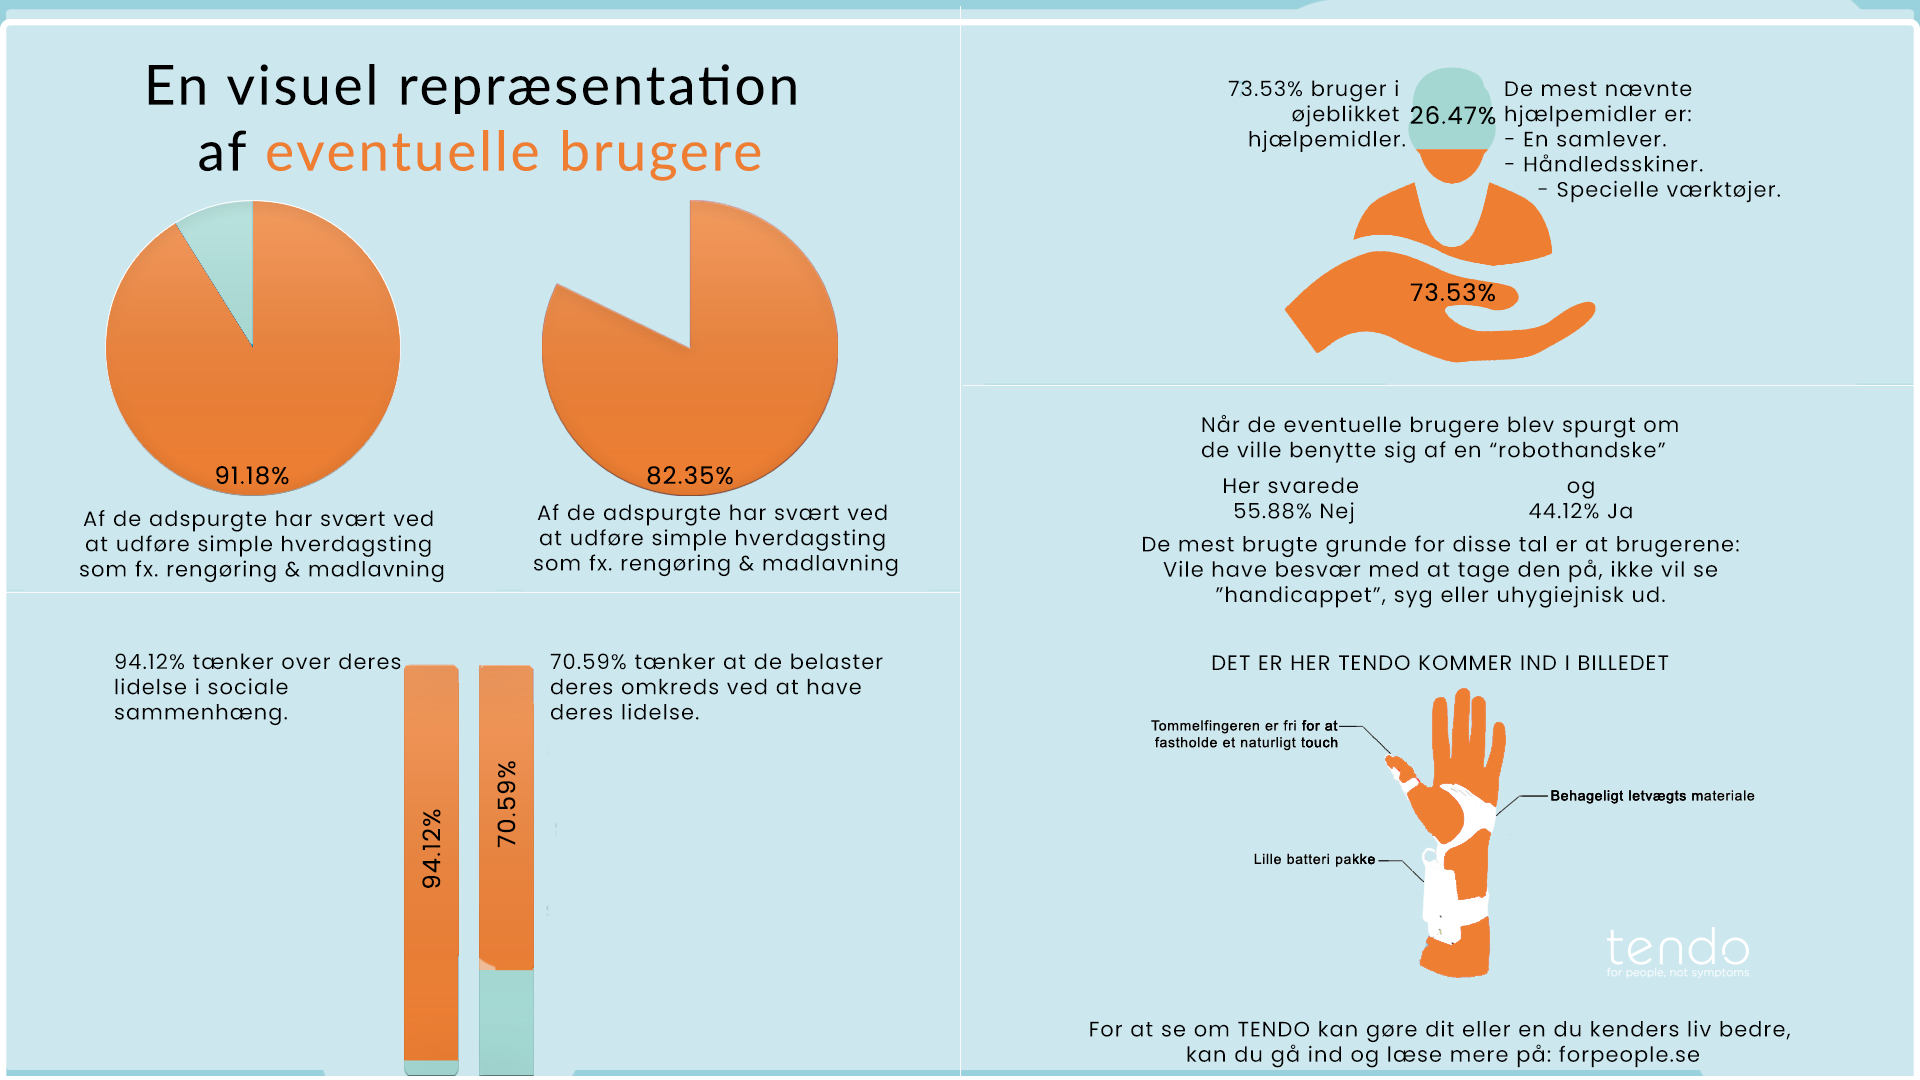 En visuel repræsentation
af eventuelle brugere
91.18%
Af de adspurgte har svært ved
at udføre simple hverdagsting
som fx. rengøring & madlavning
82.35%
Af de adspurgte har svært ved
at udføre simple hverdagsting
som fx. rengøring & madlavning
94.12% tænker over deres
lidelse i sociale
sammenhæng.
94.12%
70.59%
70.59% tænker at de belaster
deres omkreds ved at have
deres lidelse.
73.53% bruger i
øjeblikket
hjælpemidler.
26.47%
De mest nævnte
hjælpemidler er:
- En samlever.
- Håndledsskiner.
- Specielle værktøjer.
73.53%
Når de eventuelle brugere blev spurgt om
de ville benytte sig af en “robothandske”
Her svarede
55.88% Nej
og
44.12% Ja
De mest brugte grunde for disse tal er at brugerene:
Vile have besvær med at tage den på, ikke vil se
”handicappet”, syg eller uhygiejnisk ud.
DET ER HER TENDO KOMMER IND I BILLEDET
Tommelfingeren er fri for at
fastholde et naturligt touch
Behageligt letvægts materiale
Lille batteri pakke
tendo
for people, not symptoms
For at se om TENDO kan gøre dit eller en du kenders liv bedre,
kan du gå ind og læse mere på: forpeople.se